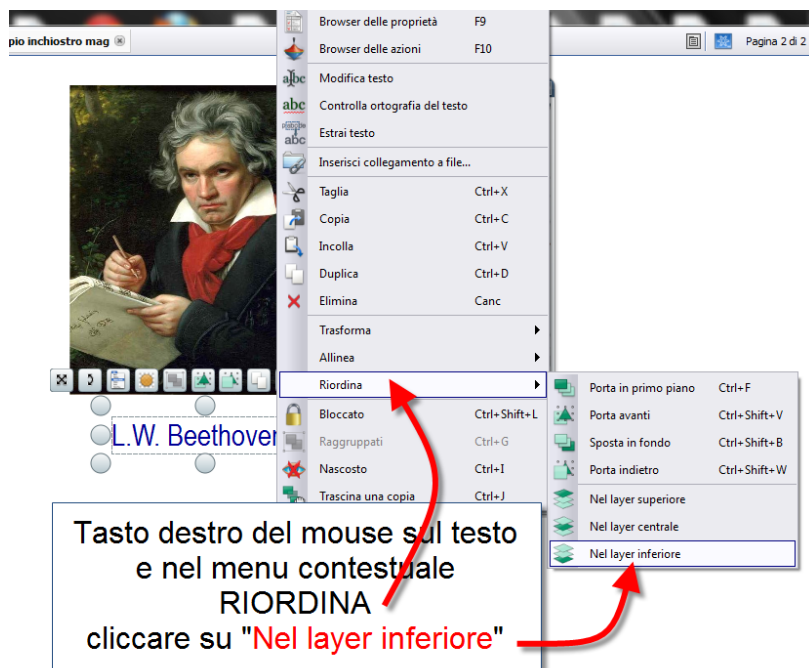 pio inchiostro mag
Pagina 2 di 2
Browser delle proprietà F9
Browser delle azioni F10
Modifica testo
Controlla ortografia del testo
Estrai testo
Inserisci collegamento a file...
Taglia Ctrl+X
Copia Ctrl+C
Incolla Ctrl+V
Duplica Ctrl+D
Elimina Canc
Trasforma
Allinea
Riordina
Bloccato Ctrl+Shift+L
Raggruppati Ctrl+G
Nascosto Ctrl+I
Trascina una copia Ctrl+J
Porta in primo piano Ctrl+F
Porta avanti Ctrl+Shift+V
Sposta in fondo Ctrl+Shift+B
Porta indietro Ctrl+Shift+W
Nel layer superiore
Nel layer centrale
Nel layer inferiore
L.W. Beethoven
Tasto destro del mouse sul testo
e nel menu contestuale
RIORDINA
cliccare su "Nel layer inferiore"